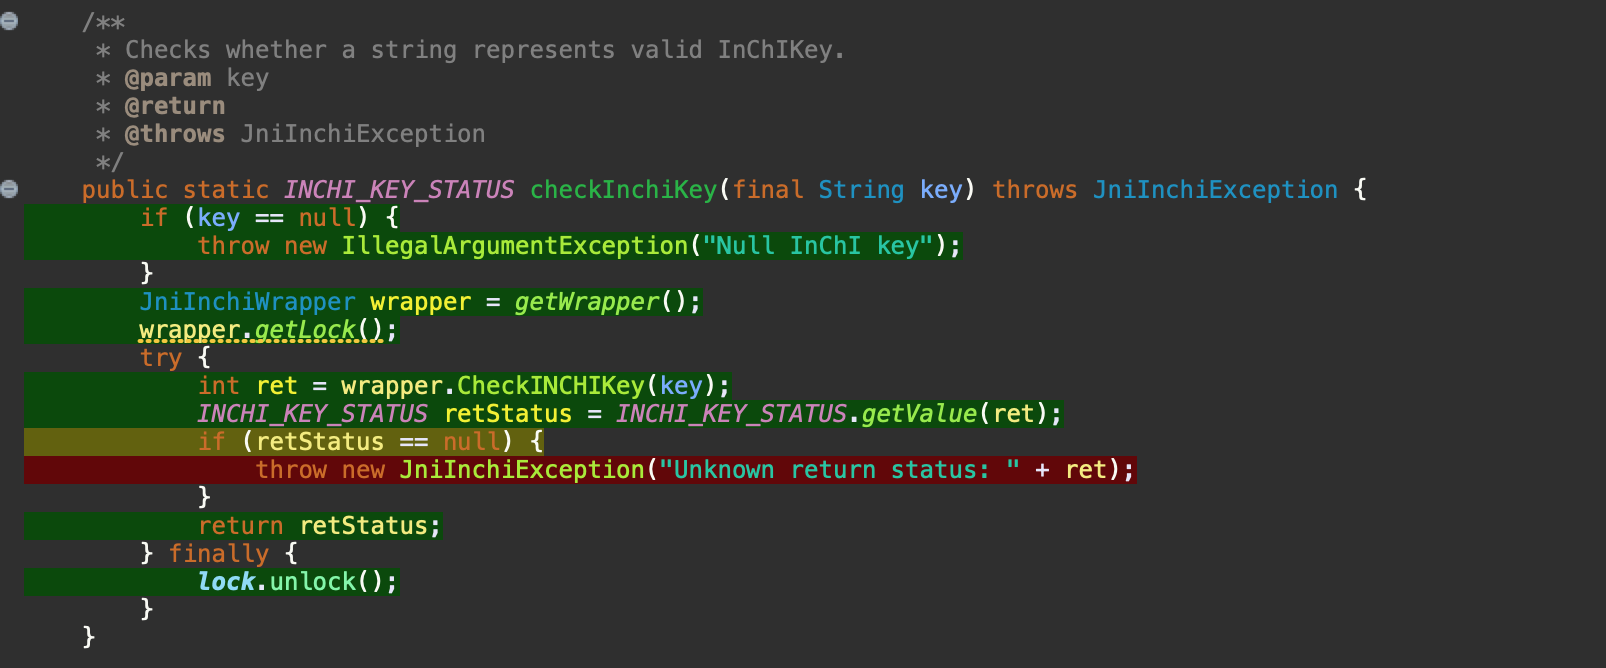 /**
 * Checks whether a string represents valid InChIKey.
 * @param key
 * @return
 * @throws JniInchiException
 */
public static INCHI_KEY_STATUS checkInchiKey(final String key) throws JniInchiException {
    if (key == null) {
        throw new IllegalArgumentException("Null InChI key");
    }
    JniInchiWrapper wrapper = getWrapper();
    wrapper.getLock();
    try {
        int ret = wrapper.CheckINCHIKey(key);
        INCHI_KEY_STATUS retStatus = INCHI_KEY_STATUS.getValue(ret);
        if (retStatus == null) {
            throw new JniInchiException("Unknown return status: " + ret);
        }
        return retStatus;
    } finally {
        lock.unlock();
    }
}